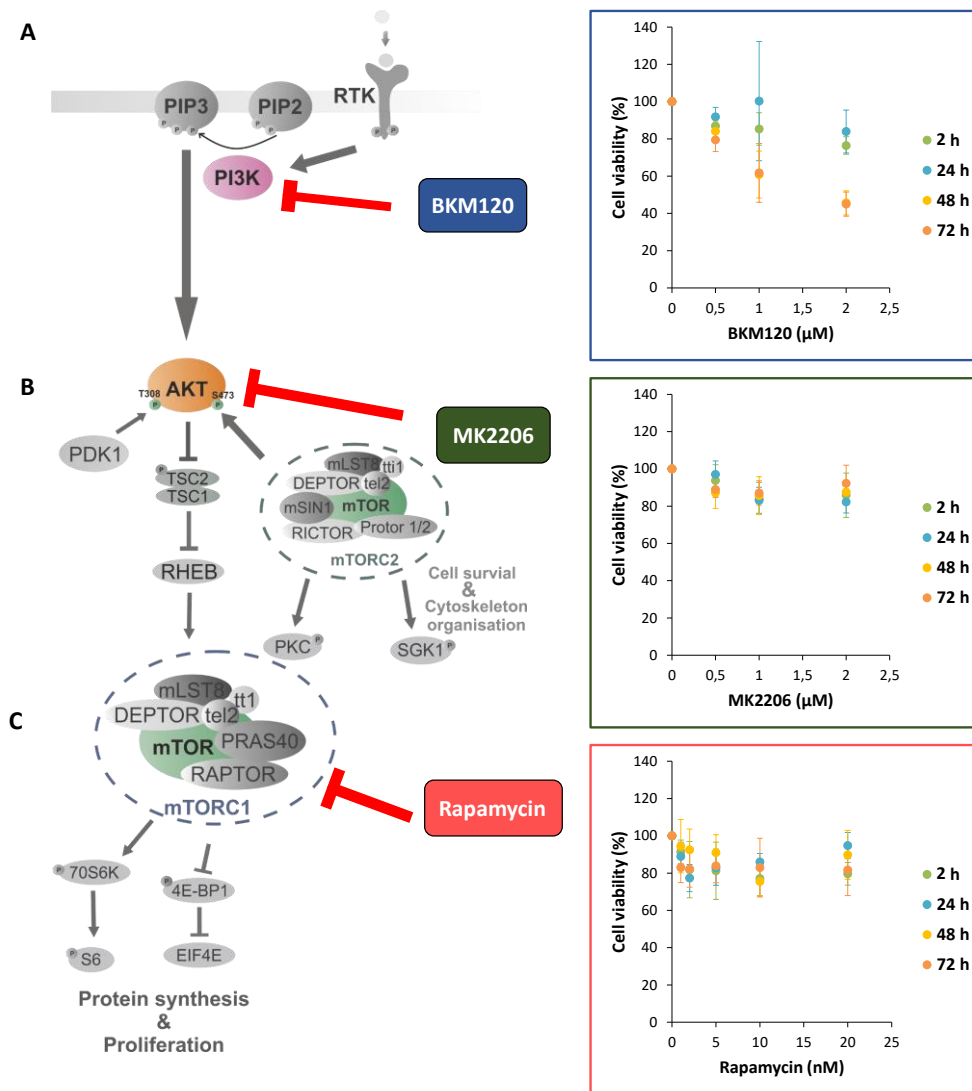 A
PIP3
PIP2
RTK
P P P
P
P P
PI3K
BKM120
140
120
100
80
60
40
20
0
Cell viability (%)
0 0,5 1 1,5 2 2,5
BKM120 (μM)
2 h
24 h
48 h
72 h
B
T308 AKT S473
P P
PDK1
P
TSC2
TSC1
RHEB
MK2206
mLST8 tti1
DEPTOR tel2
mSIN1 mTOR
RICTOR Protor 1/2
mTORC2
Cell survial
&
Cytoskeleton
organisation
PKC P
SGK1 P
140
120
100
80
60
40
20
0
Cell viability (%)
0 0,5 1 1,5 2 2,5
MK2206 (μM)
2 h
24 h
48 h
72 h
C
mLST8 tt1
DEPTOR tel2
mTOR PRAS40
RAPTOR
mTORC1
Rapamycin
P 70S6K
P 4E-BP1
P S6
EIF4E
Protein synthesis
&
Proliferation
140
120
100
80
60
40
20
0
Cell viability (%)
0 5 10 15 20 25
Rapamycin (nM)
2 h
24 h
48 h
72 h